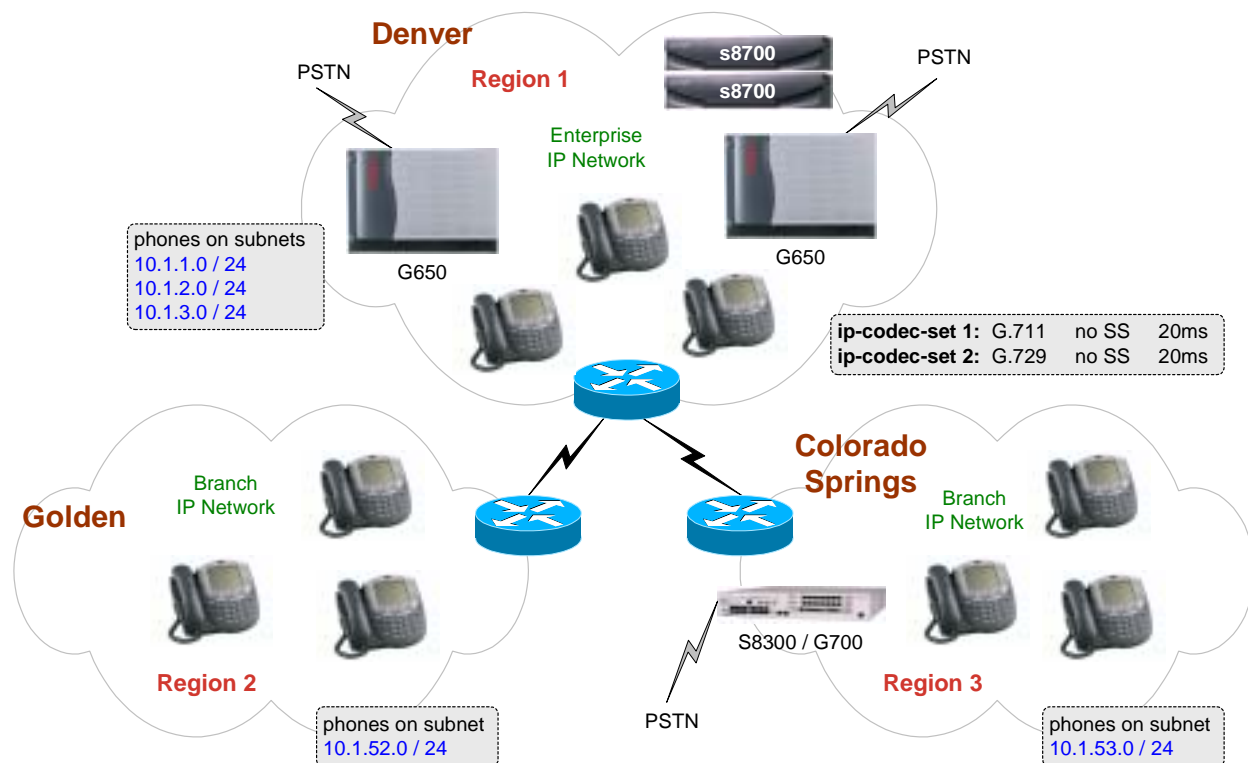 Denver
s8700
s8700
PSTN
PSTN
Region 1
Enterprise
IP Network
phones on subnets
10.1.1.0 / 24
10.1.2.0 / 24
10.1.3.0 / 24
G650
G650
ip-codec-set 1: G.711 no SS 20ms
ip-codec-set 2: G.729 no SS 20ms
Golden
Branch
IP Network
Region 2
phones on subnet
10.1.52.0 / 24
Colorado
Springs
Branch
IP Network
S8300 / G700
PSTN
Region 3
phones on subnet
10.1.53.0 / 24